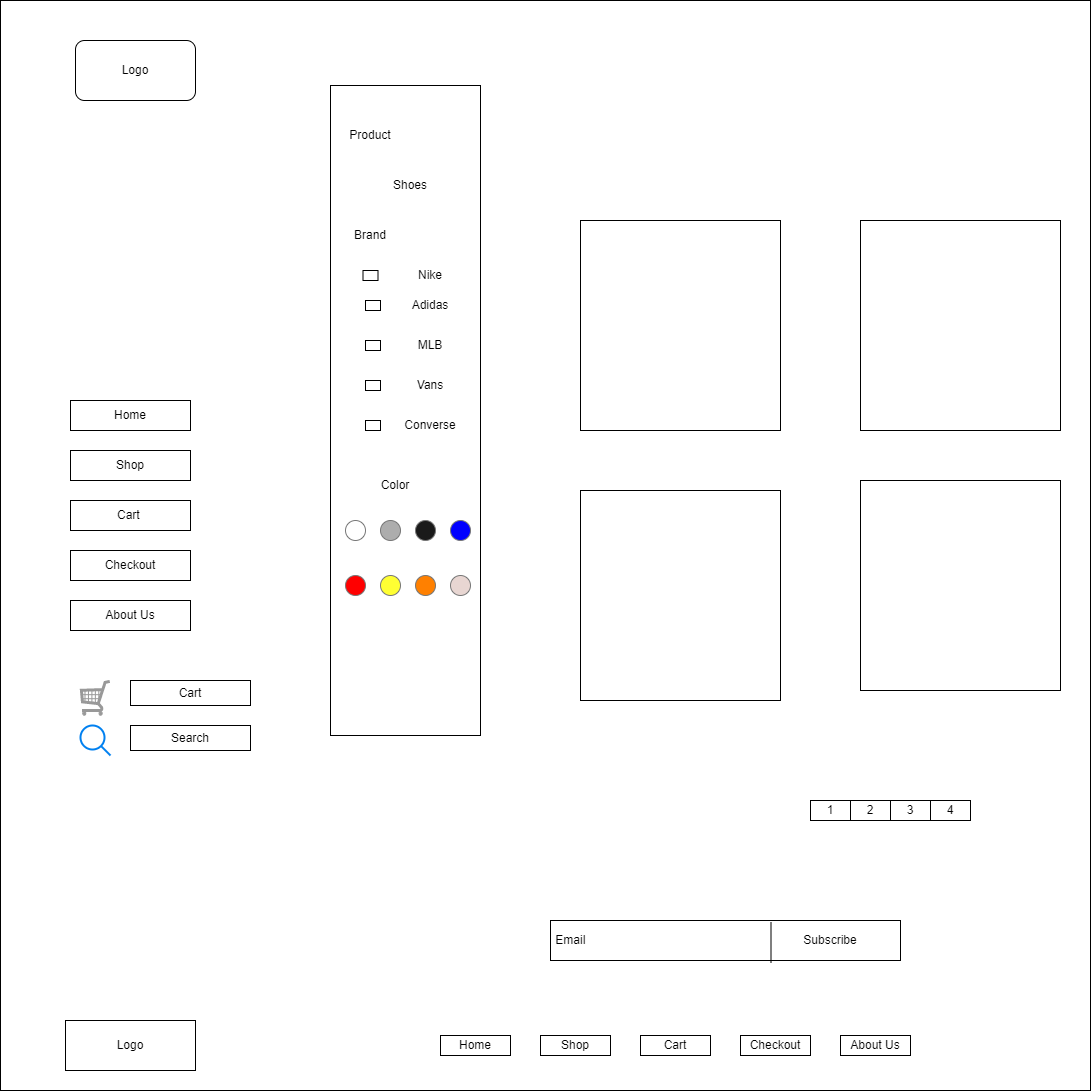 Logo
Home
Shop
Cart
Checkout
About Us
Cart
Search
Product
Shoes
Brand
Nike
Adidas
MLB
Vans
Converse
Color
1 2 3 4
Email Subscribe
Logo
Home Shop Cart Checkout About Us